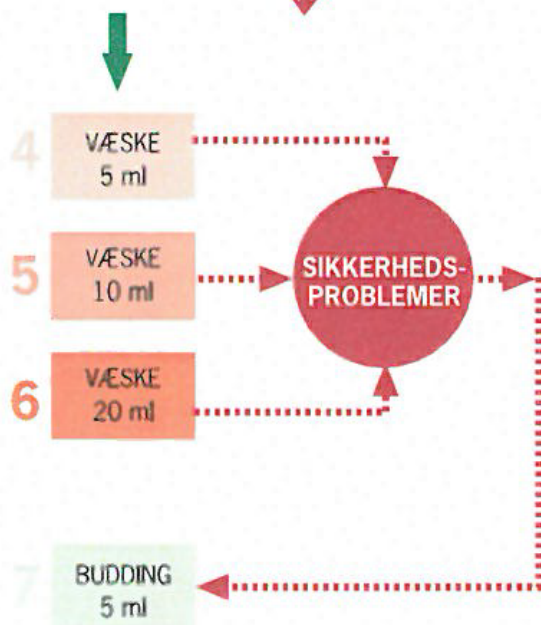 4
VÆSKE
5 ml
5
VÆSKE
10 ml
SIKKERHEDS-
PROBLEMER
6
VÆSKE
20 ml
7
BUDDING
5 ml